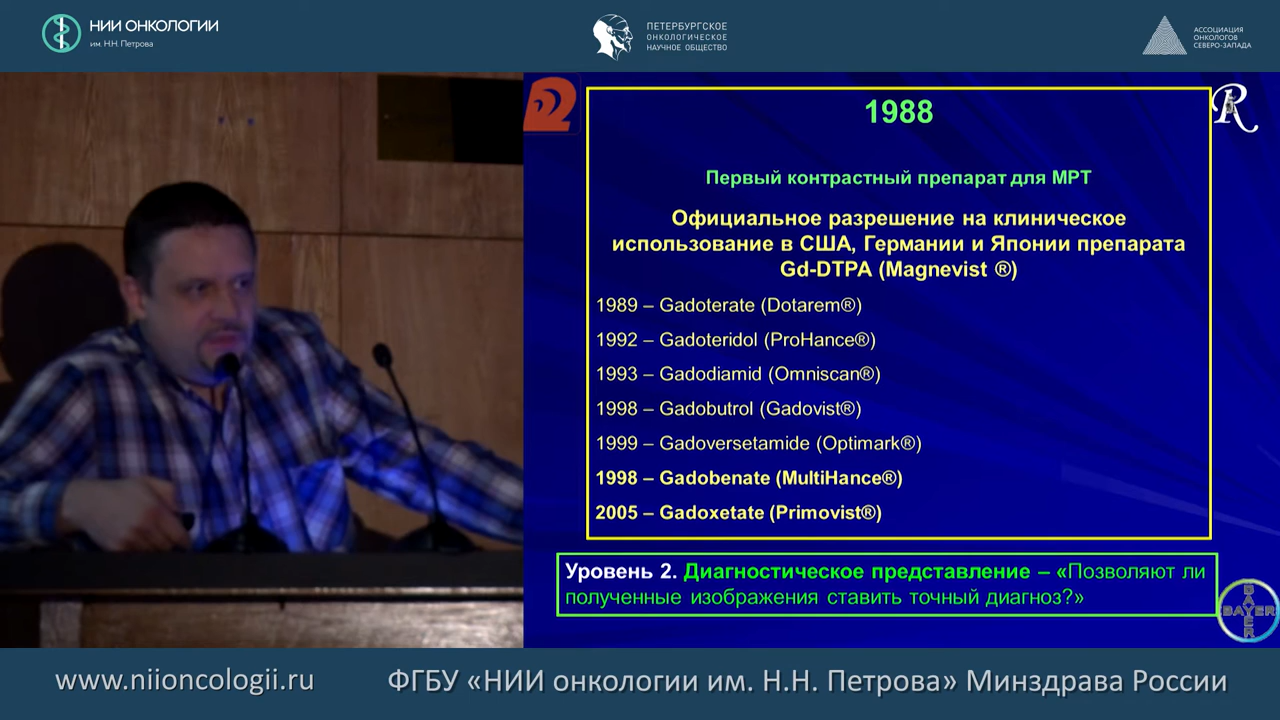 НИИ ОНКОЛОГИИ
им. Н.Н. Петрова
ПЕТЕРБУРГСКОЕ
ОНКОЛОГИЧЕСКОЕ
НАУЧНОЕ ОБЩЕСТВО
АССОЦИАЦИЯ
ОНКОЛОГОВ
СЕВЕРО-ЗАПАДА
1988
Первый контрастный препарат для МРТ
Официальное разрешение на клиническое
использование в США, Германии и Японии препарата
Gd-DTPA (Magnevist ®)
1989 – Gadoterate (Dotarem®)
1992 – Gadoteridol (ProHance®)
1993 – Gadodiamid (Omniscan®)
1998 – Gadobutrol (Gadovist®)
1999 – Gadoversetamide (Optimark®)
1998 – Gadobenate (MultiHance®)
2005 – Gadoxetate (Primovist®)
Уровень 2. Диагностическое представление – «Позволяют ли
полученные изображения ставить точный диагноз?»
BAYER
BAYER
www.niioncologii.ru
ФГБУ «НИИ онкологии им. Н.Н. Петрова» Минздрава России